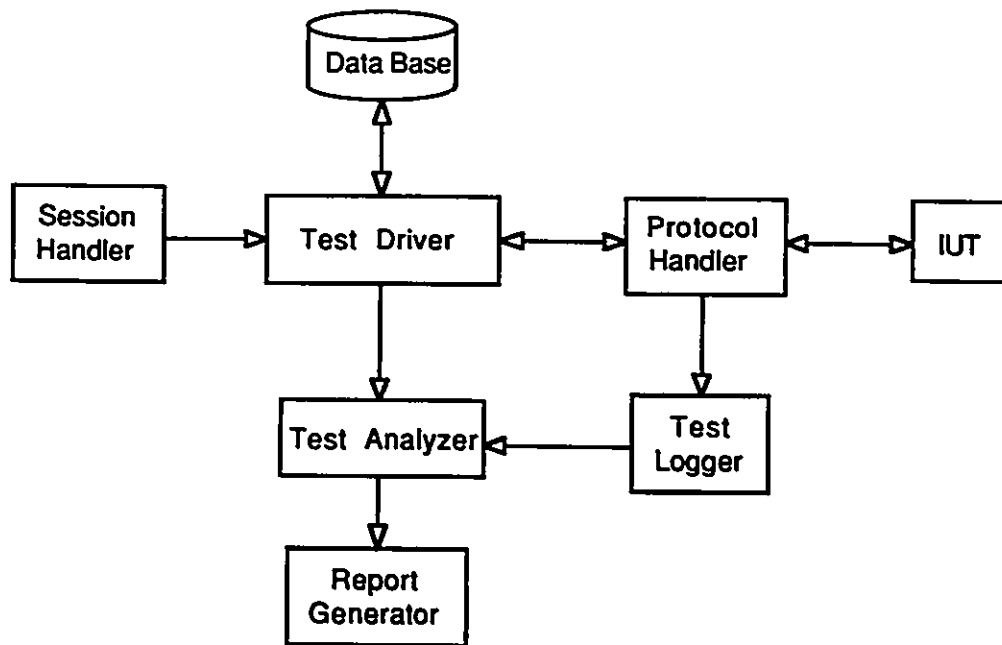 Data Base
Session
Handler
Test Driver
Protocol
Handler
IUT
Test Analyzer
Test
Logger
Report
Generator